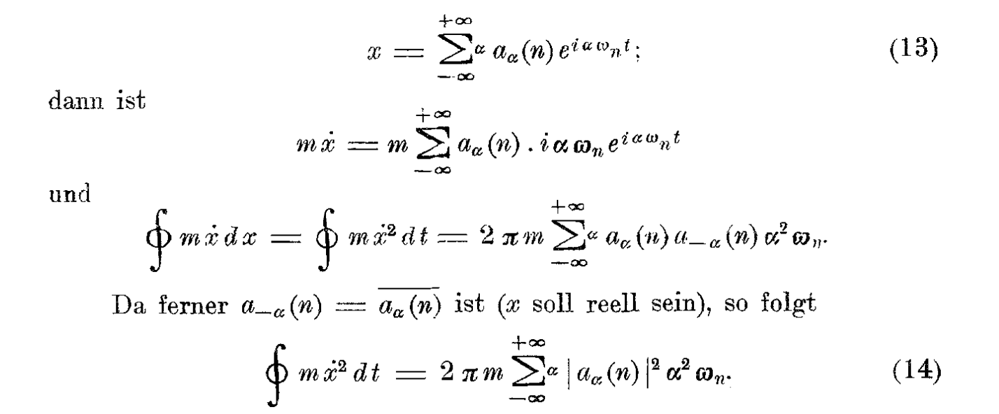 x = \sum_{-\infty}^{+\infty}{}_{\alpha} a_{\alpha}(n) e^{i\alpha\omega_n t}; (13)
dann ist
m\dot{x} = m \sum_{-\infty}^{+\infty} a_{\alpha}(n) . i\alpha\omega_n e^{i\alpha\omega_n t}
und
\oint m\dot{x} dx = \oint m\dot{x}^2 dt = 2\pi m \sum_{-\infty}^{+\infty}{}_{\alpha} a_{\alpha}(n) a_{-\alpha}(n) \alpha^2 \omega_n.
Da ferner a_{-\alpha}(n) = \overline{a_{\alpha}(n)} ist (x soll reell sein), so folgt
\oint m\dot{x}^2 dt = 2\pi m \sum_{-\infty}^{+\infty}{}_{\alpha} |a_{\alpha}(n)|^2 \alpha^2 \omega_n. (14)